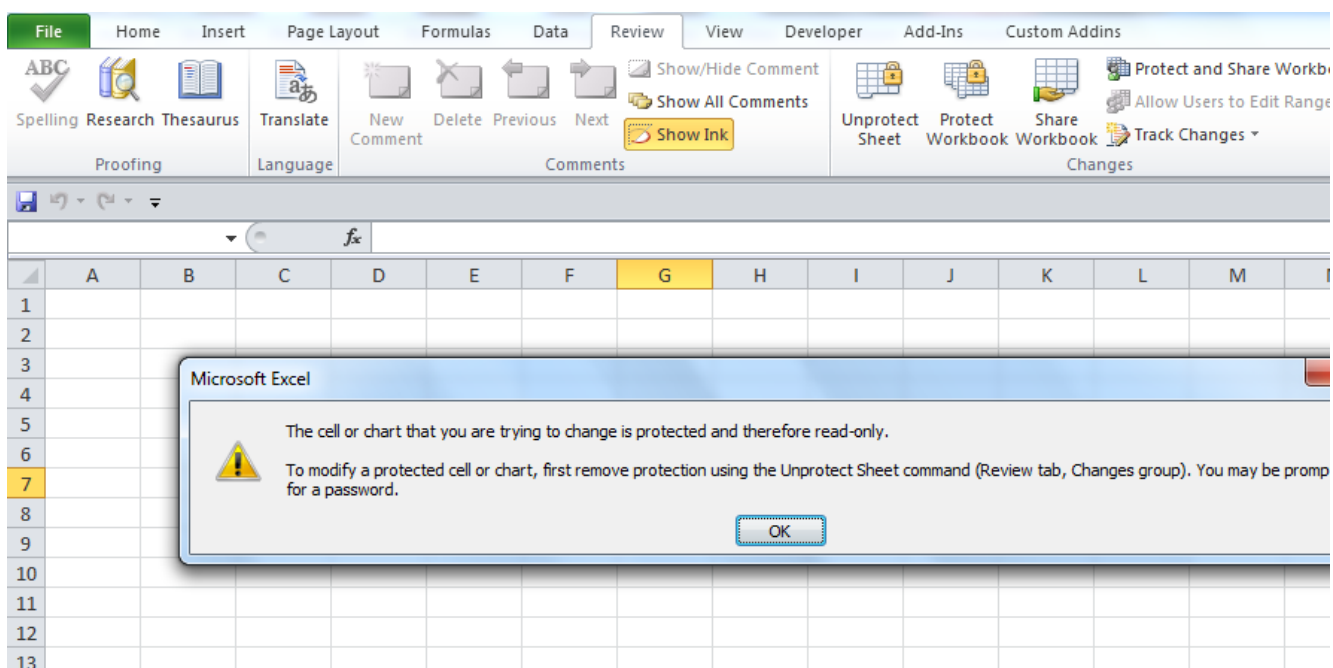 File Home Insert Page Layout Formulas Data Review View Developer Add-Ins Custom Addins
ABC
Spelling Research Thesaurus
Proofing
Translate
Language
New Comment
Delete Previous Next
Show/Hide Comment
Show All Comments
Show Ink
Comments
Unprotect Sheet
Protect Workbook
Share Workbook
Protect and Share Workbo
Allow Users to Edit Range
Track Changes
Changes
fx
A B C D E F G H I J K L M
1
2
3
4
5
6
7
8
9
10
11
12
13
Microsoft Excel
The cell or chart that you are trying to change is protected and therefore read-only.
To modify a protected cell or chart, first remove protection using the Unprotect Sheet command (Review tab, Changes group). You may be promp
for a password.
OK